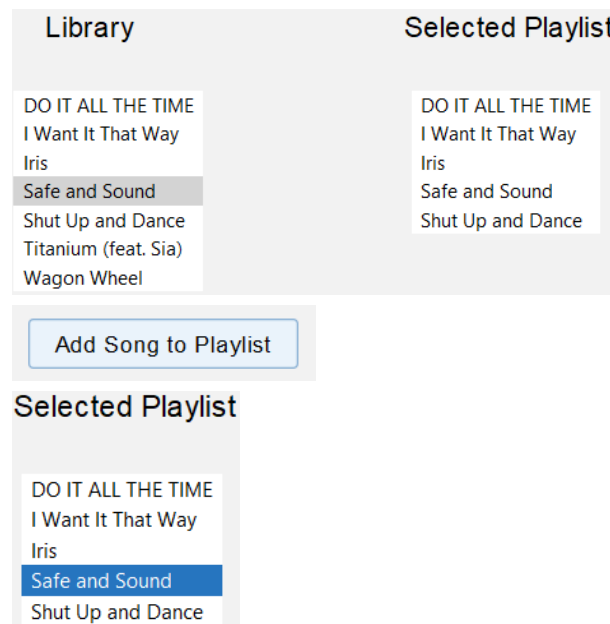 Library
Selected Playlist
DO IT ALL THE TIME
I Want It That Way
Iris
Safe and Sound
Shut Up and Dance
Titanium (feat. Sia)
Wagon Wheel
DO IT ALL THE TIME
I Want It That Way
Iris
Safe and Sound
Shut Up and Dance
Add Song to Playlist
Selected Playlist
DO IT ALL THE TIME
I Want It That Way
Iris
Safe and Sound
Shut Up and Dance